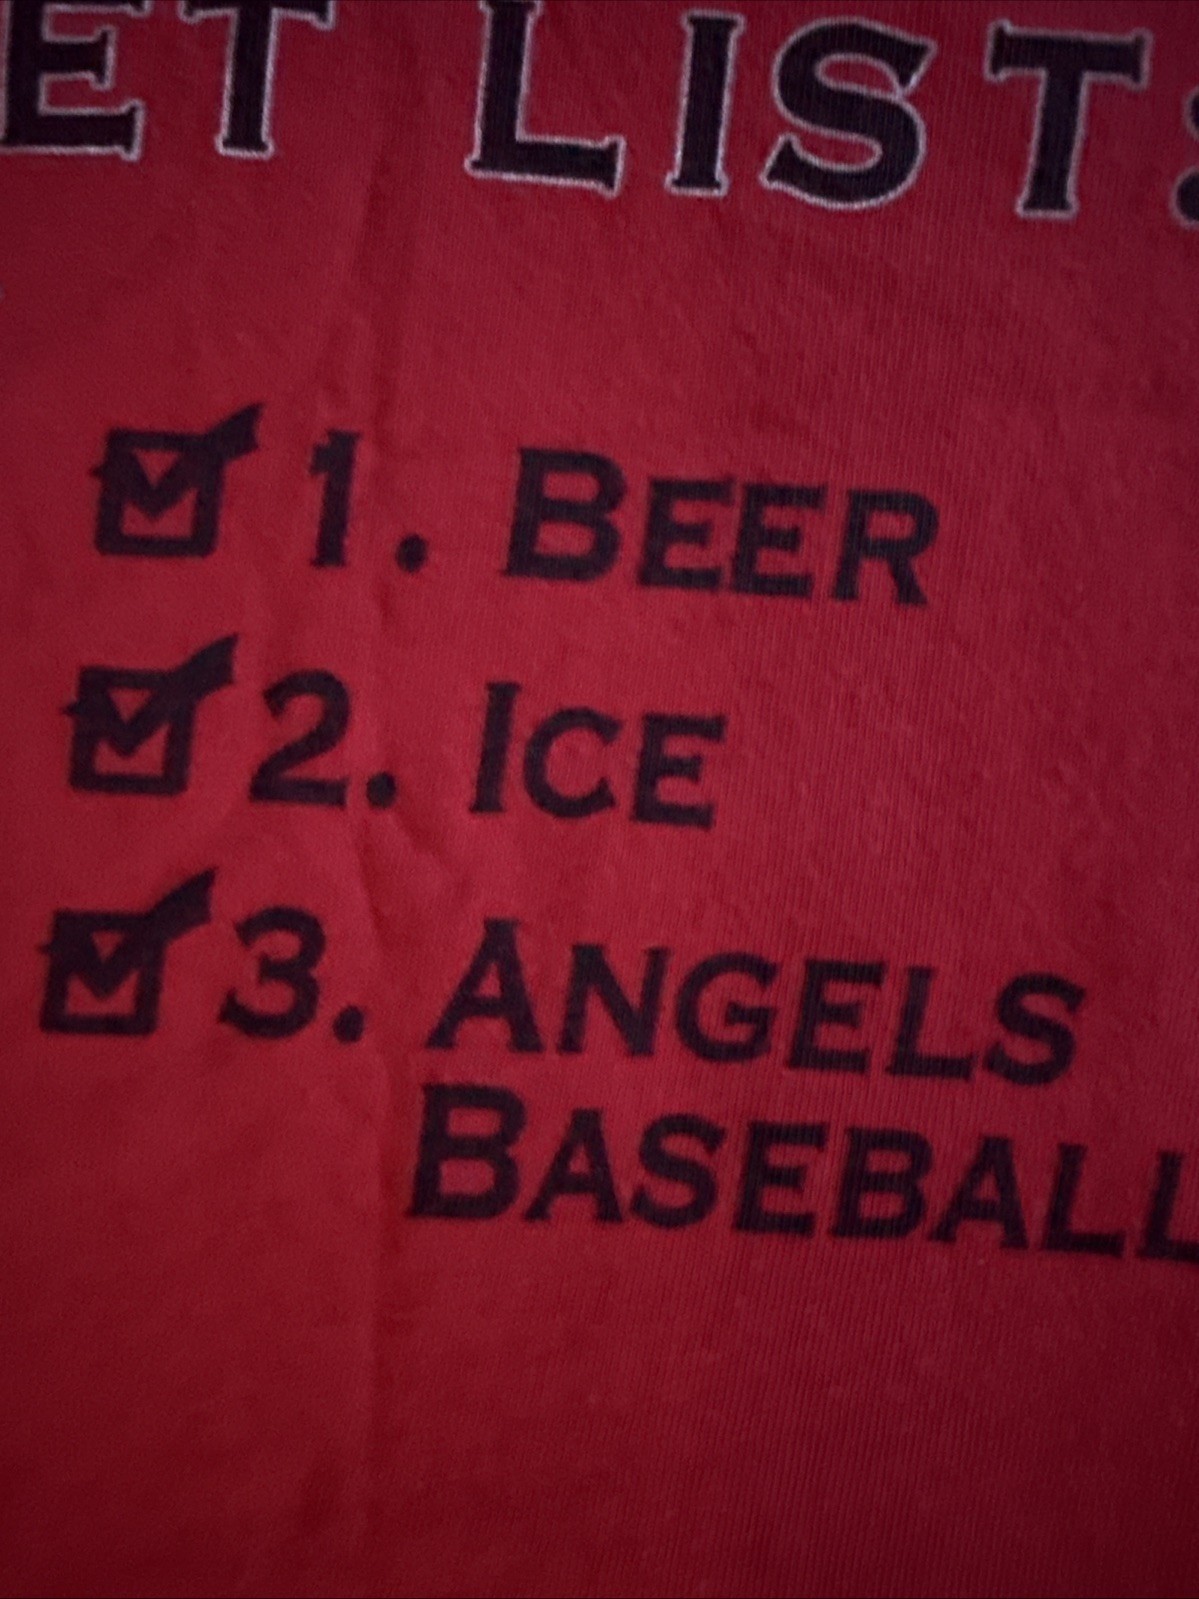 ET LIST:
1. BEER
2. ICE
3. ANGELS
BASEBALL